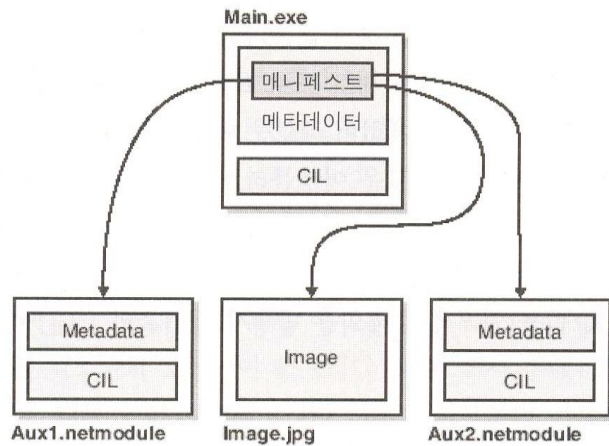 Main.exe
매니페스트
메타데이터
CIL
Metadata
CIL
Aux1.netmodule
Image
Image.jpg
Metadata
CIL
Aux2.netmodule